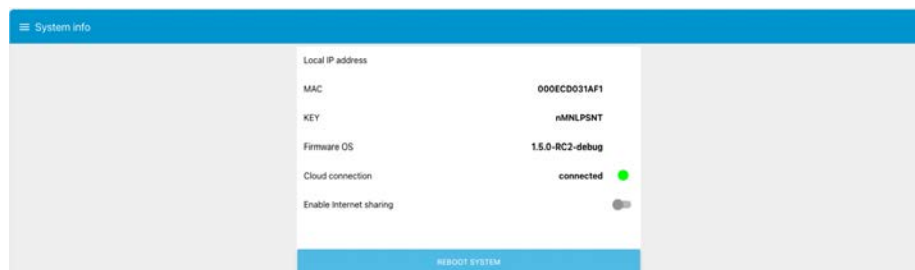 System info
Local IP address
MAC 000ECD031AF1
KEY nMNLPSNT
Firmware OS 1.5.0-RC2-debug
Cloud connection connected
Enable Internet sharing
REBOOT SYSTEM